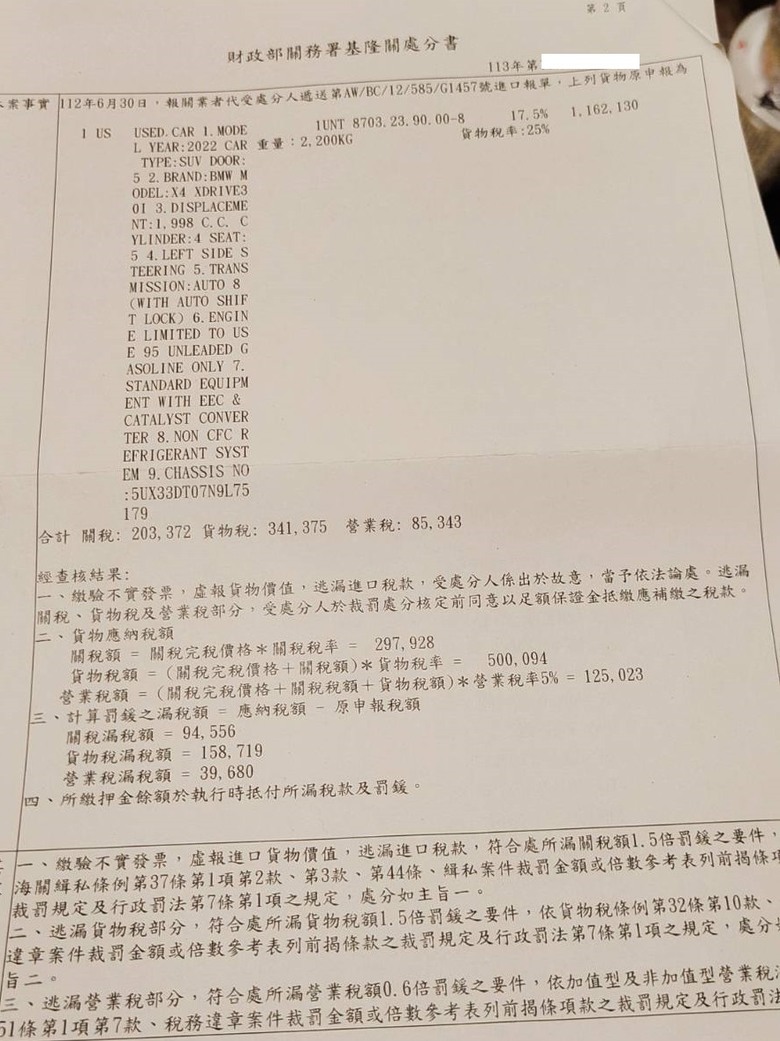 第 2 頁
財政部關務署基隆關處分書
113年第
本案事實 112年6月30日，報關業者代受處分人遞送第AW/BC/12/585/G1457號進口報單，上列貨物原申報為
1 US USED.CAR 1.MODE 1UNT 8703.23.90.00-8 17.5% 1,162,130
L YEAR:2022 CAR 重量：2,200KG 貨物稅率:25%
TYPE:SUV DOOR:
5 2.BRAND:BMW M
ODEL:X4 XDRIVE3
0I 3.DISPLACEME
NT:1,998 C.C. C
YLINDER:4 SEAT:
5 4.LEFT SIDE S
TEERING 5.TRANS
MISSION:AUTO 8
(WITH AUTO SHIF
T LOCK) 6.ENGIN
E LIMITED TO US
E 95 UNLEADED G
ASOLINE ONLY 7.
STANDARD EQUIPM
ENT WITH EEC &
CATALYST CONVER
TER 8.NON CFC R
EFRIGERANT SYST
EM 9.CHASSIS NO
:5UX33DT07N9L75
179
合計 關稅: 203,372 貨物稅: 341,375 營業稅: 85,343
經查核結果:
一、繳驗不實發票，虛報貨物價值，逃漏進口稅款，受處分人係出於故意，當予依法論處。逃漏
關稅、貨物稅及營業稅部分，受處分人於裁罰處分核定前同意以足額保證金抵繳應補繳之稅款。
二、貨物應納稅額
關稅額 = 關稅完稅價格*關稅稅率 = 297,928
貨物稅額 =(關稅完稅價格+關稅額)*貨物稅率 = 500,094
營業稅額 =(關稅完稅價格+關稅稅額+貨物稅額)*營業稅率5% = 125,023
三、計算罰鍰之漏稅額 = 應納稅額 - 原申報稅額
關稅漏稅額 = 94,556
貨物稅漏稅額 = 158,719
營業稅漏稅額 = 39,680
四、所繳押金餘額於執行時抵付所漏稅款及罰鍰。
一、繳驗不實發票，虛報進口貨物價值，逃漏進口稅款，符合處所漏關稅額1.5倍罰鍰之要件，
海關緝私條例第37條第1項第2款、第3款、第44條、緝私案件裁罰金額或倍數參考表列前揭條項
裁罰規定及行政罰法第7條第1項之規定，處分如主旨一。
二、逃漏貨物稅部分，符合處所漏貨物稅額1.5倍罰鍰之要件，依貨物稅條例第32條第10款、
違章案件裁罰金額或倍數參考表列前揭條款之裁罰規定及行政罰法第7條第1項之規定，處分
旨二。
三、逃漏營業稅部分，符合處所漏營業稅額0.6倍罰鍰之要件，依加值型及非加值型營業稅
51條第1項第7款、稅務違章案件裁罰金額或倍數參考表列前揭條項款之裁罰規定及行政罰法